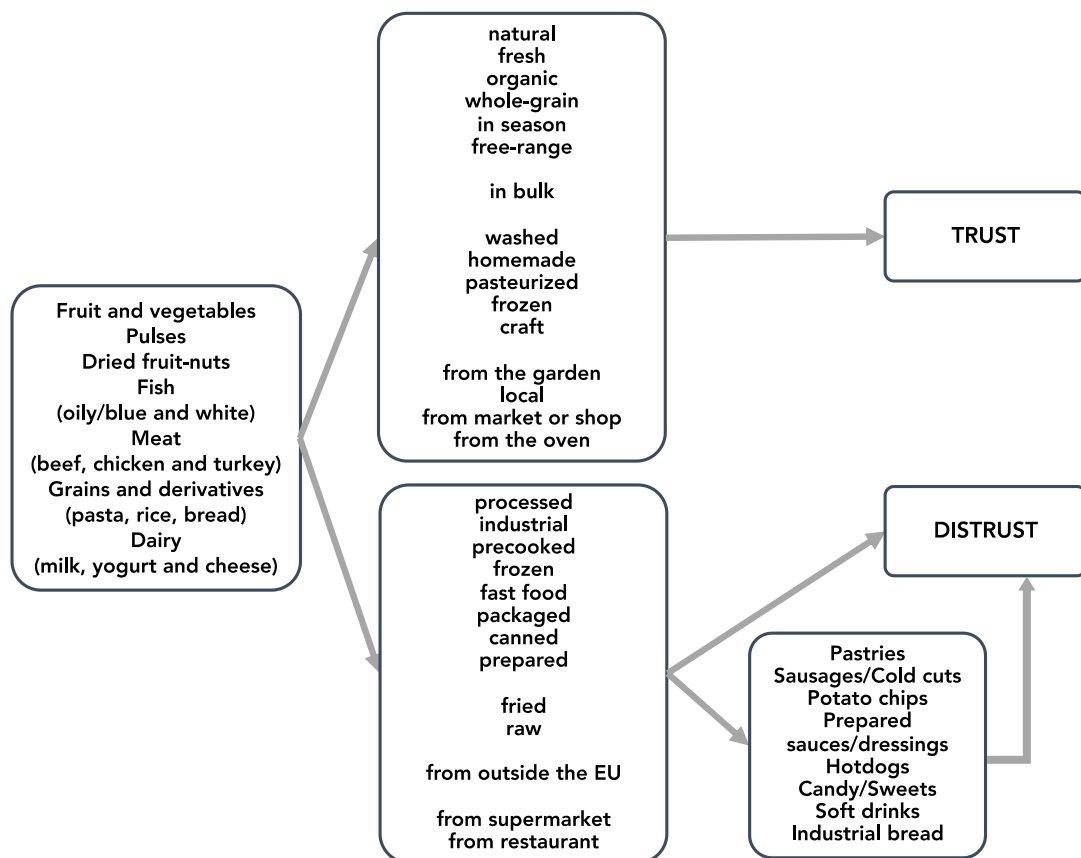 Fruit and vegetables
Pulses
Dried fruit-nuts
Fish
(oily/blue and white)
Meat
(beef, chicken and turkey)
Grains and derivatives
(pasta, rice, bread)
Dairy
(milk, yogurt and cheese)
natural
fresh
organic
whole-grain
in season
free-range
in bulk
washed
homemade
pasteurized
frozen
craft
from the garden
local
from market or shop
from the oven
TRUST
processed
industrial
precooked
frozen
fast food
packaged
canned
prepared
fried
raw
from outside the EU
from supermarket
from restaurant
DISTRUST
Pastries
Sausages/Cold cuts
Potato chips
Prepared
sauces/dressings
Hotdogs
Candy/Sweets
Soft drinks
Industrial bread